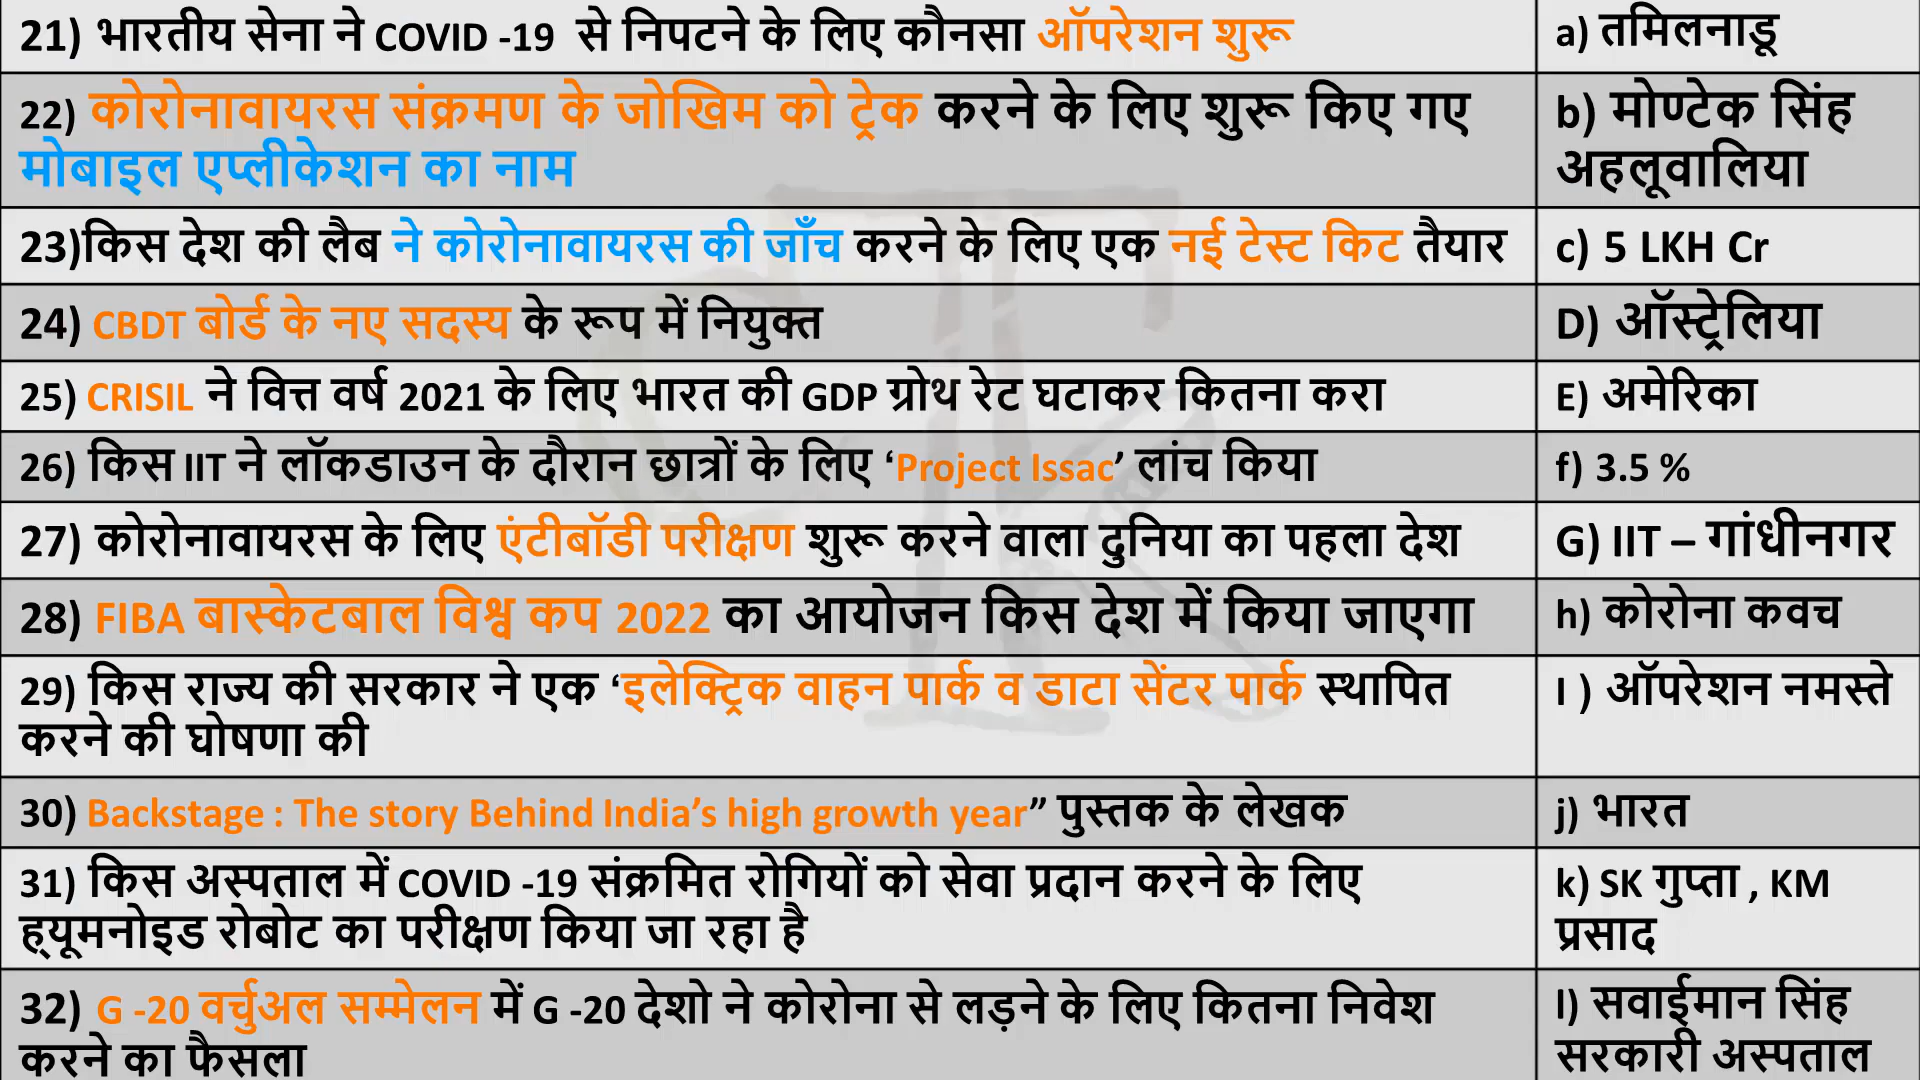 21) भारतीय सेना ने COVID -19 से निपटने के लिए कौनसा ऑपरेशन शुरू
a) तमिलनाडू
22) कोरोनावायरस संक्रमण के जोखिम को ट्रेक करने के लिए शुरू किए गए
मोबाइल एप्लीकेशन का नाम
b) मोण्टेक सिंह
अहलूवालिया
23)किस देश की लैब ने कोरोनावायरस की जाँच करने के लिए एक नई टेस्ट किट तैयार
c) 5 LKH Cr
24) CBDT बोर्ड के नए सदस्य के रूप में नियुक्त
D) ऑस्ट्रेलिया
25) CRISIL ने वित्त वर्ष 2021 के लिए भारत की GDP ग्रोथ रेट घटाकर कितना करा
E) अमेरिका
26) किस IIT ने लॉकडाउन के दौरान छात्रों के लिए ‘Project Issac’ लांच किया
f) 3.5 %
27) कोरोनावायरस के लिए एंटीबॉडी परीक्षण शुरू करने वाला दुनिया का पहला देश
G) IIT – गांधीनगर
28) FIBA बास्केटबाल विश्व कप 2022 का आयोजन किस देश में किया जाएगा
h) कोरोना कवच
29) किस राज्य की सरकार ने एक ‘इलेक्ट्रिक वाहन पार्क व डाटा सेंटर पार्क स्थापित
करने की घोषणा की
I ) ऑपरेशन नमस्ते
30) Backstage : The story Behind India’s high growth year” पुस्तक के लेखक
j) भारत
31) किस अस्पताल में COVID -19 संक्रमित रोगियों को सेवा प्रदान करने के लिए
ह्यूमनोइड रोबोट का परीक्षण किया जा रहा है
k) SK गुप्ता , KM
प्रसाद
32) G -20 वर्चुअल सम्मेलन में G -20 देशो ने कोरोना से लड़ने के लिए कितना निवेश
करने का फैसला
l) सवाईमान सिंह
सरकारी अस्पताल